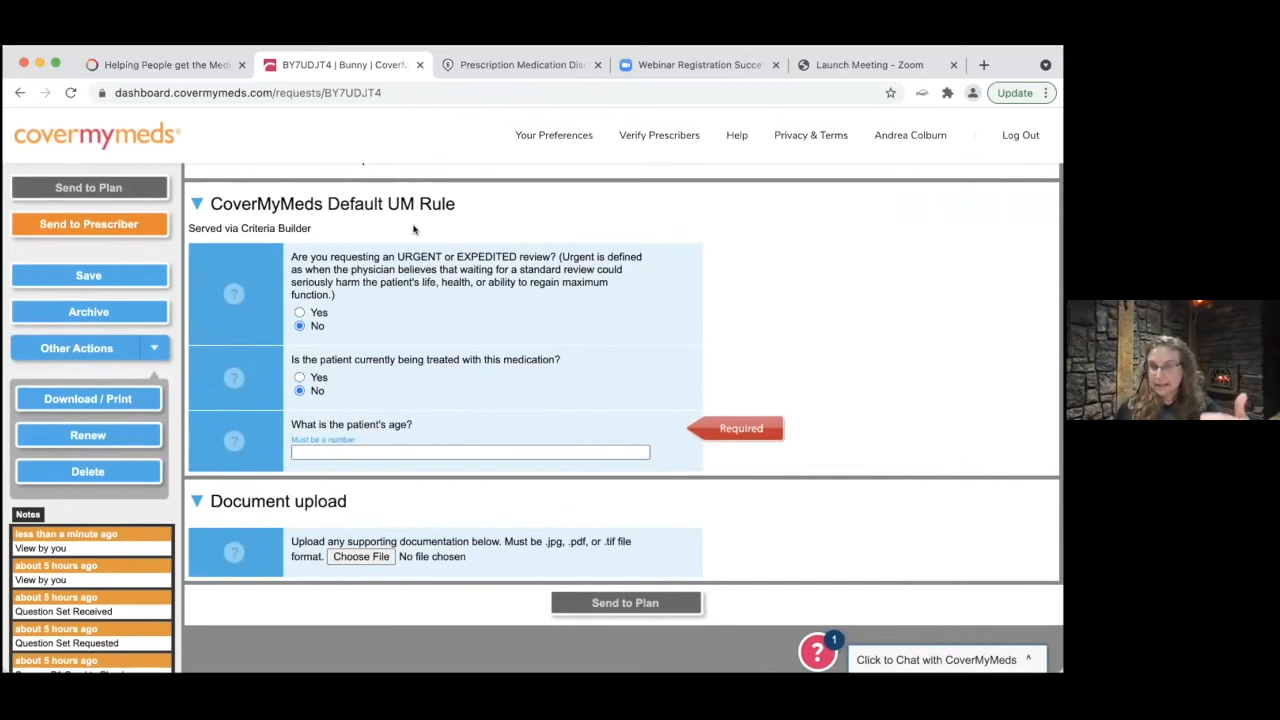 Helping People get the Med
BY7UDJT4 | Bunny | CoverM
Prescription Medication Dis
Webinar Registration Succe
Launch Meeting - Zoom
dashboard.covermymeds.com/requests/BY7UDJT4
Update
covermymeds
Your Preferences
Verify Prescribers
Help
Privacy & Terms
Andrea Colburn
Log Out
Send to Plan
Send to Prescriber
Save
Archive
Other Actions
Download / Print
Renew
Delete
Notes
less than a minute ago
View by you
about 5 hours ago
View by you
about 5 hours ago
Question Set Received
about 5 hours ago
Question Set Requested
about 5 hours ago
CoverMyMeds Default UM Rule
Served via Criteria Builder
Are you requesting an URGENT or EXPEDITED review? (Urgent is defined
as when the physician believes that waiting for a standard review could
seriously harm the patient's life, health, or ability to regain maximum
function.)
Yes
No
Is the patient currently being treated with this medication?
Yes
No
What is the patient's age?
Must be a number
Required
Document upload
Upload any supporting documentation below. Must be .jpg, .pdf, or .tif file
format. Choose File No file chosen
Send to Plan
?
1
Click to Chat with CoverMyMeds